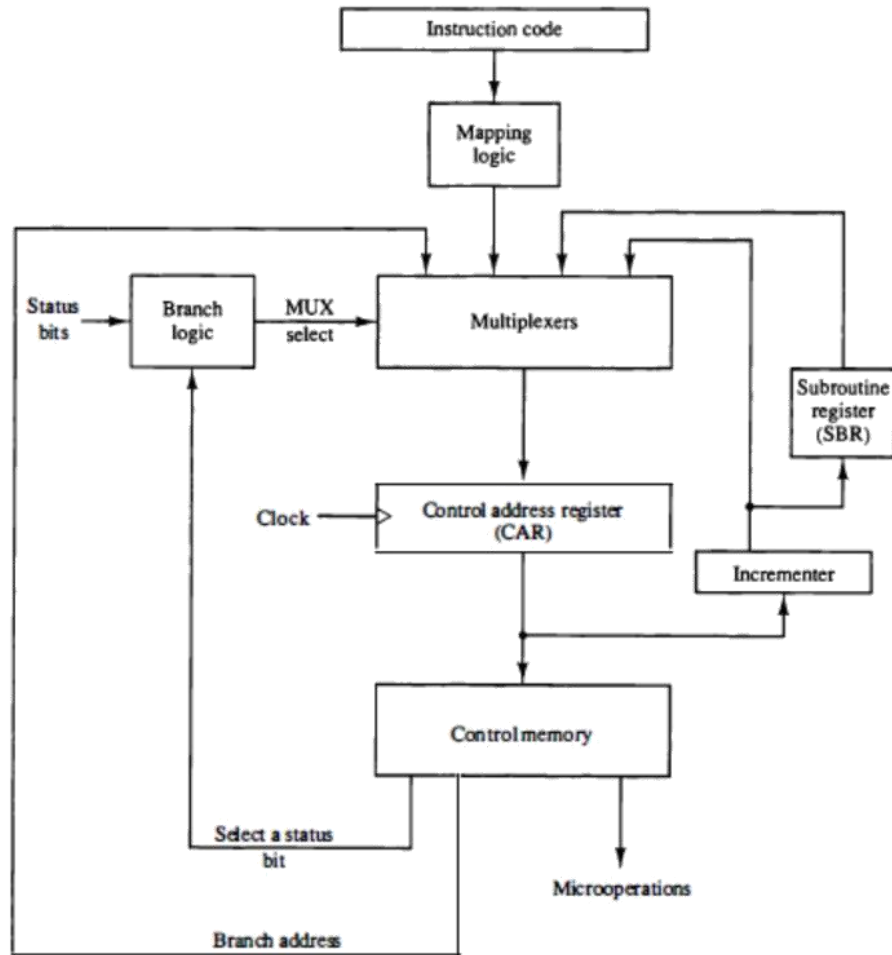 Instruction code
Mapping
logic
Status
bits
Branch
logic
MUX
select
Multiplexers
Subroutine
register
(SBR)
Clock
Control address register
(CAR)
Incrementer
Control memory
Select a status
bit
Microoperations
Branch address